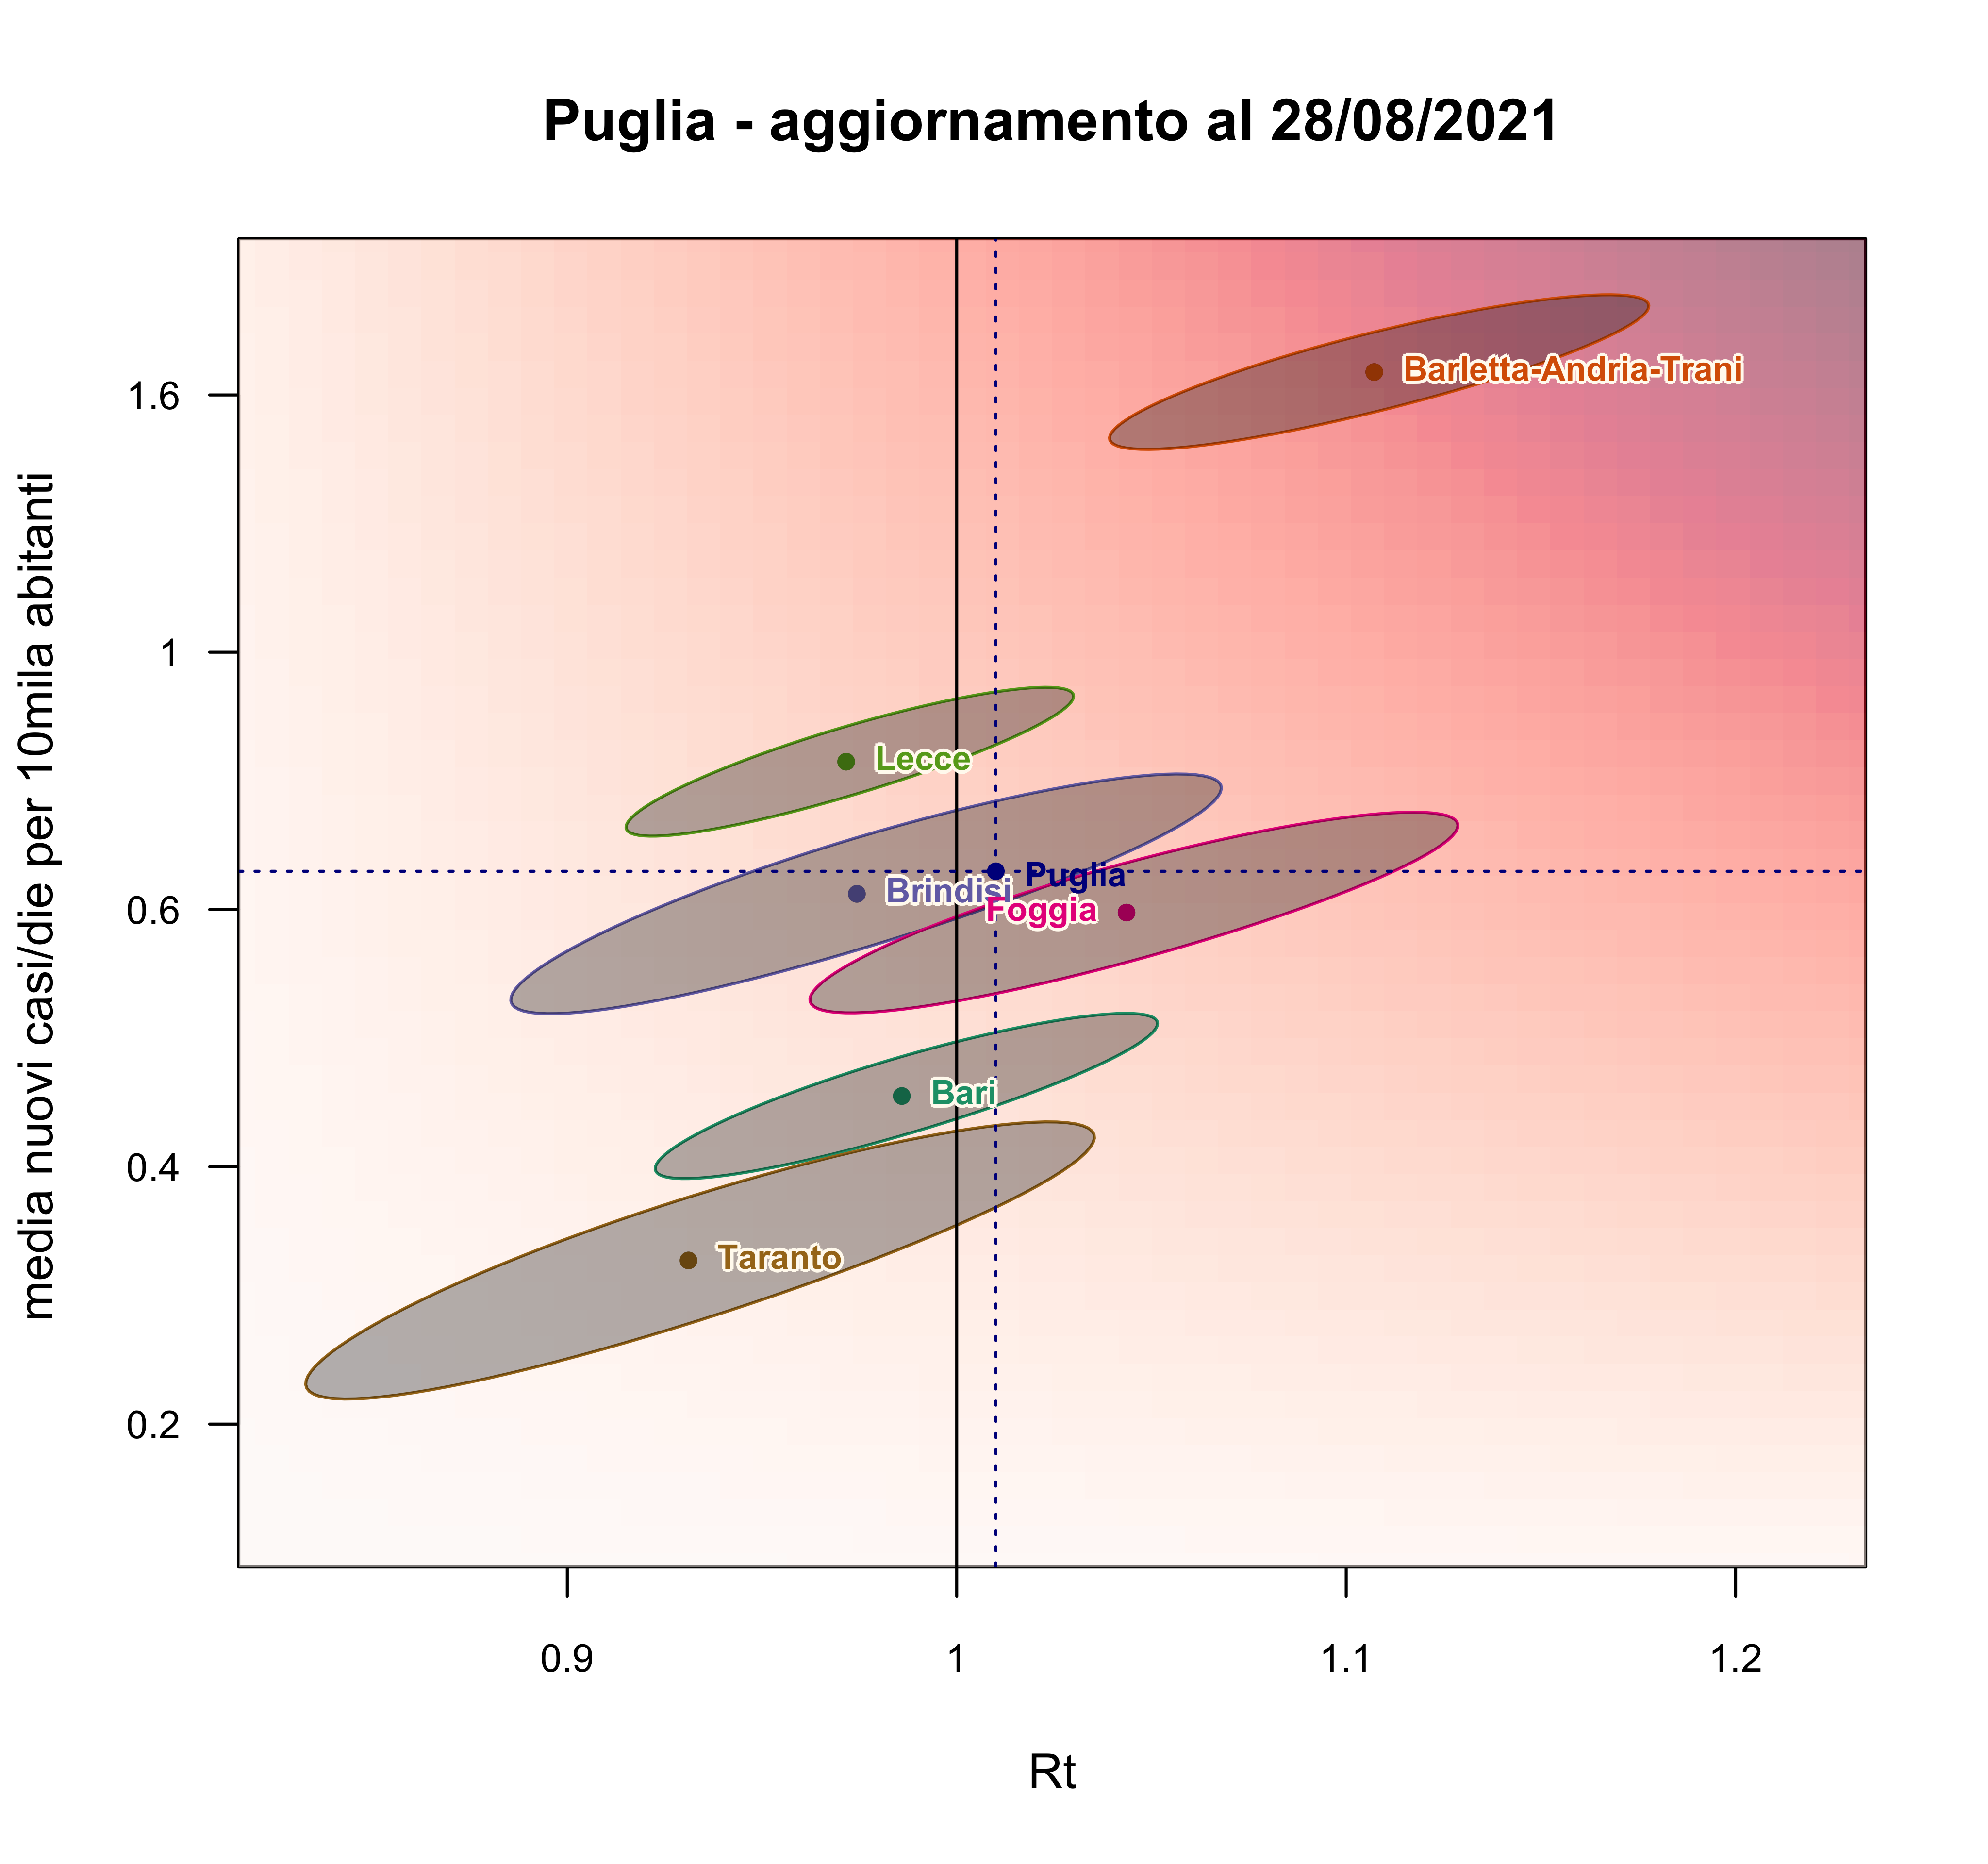 Puglia - aggiornamento al 28/08/2021
media nuovi casi/die per 10mila abitanti
1.6
1
0.6
0.4
0.2
Barletta-Andria-Trani
Lecce
Puglia
Brindisi
Foggia
Bari
Taranto
0.9 1 1.1 1.2
Rt